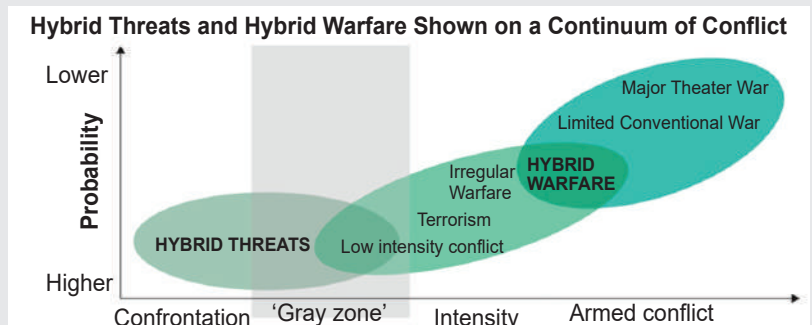 Hybrid Threats and Hybrid Warfare Shown on a Continuum of Conflict
Lower
Probability
Higher
Major Theater War
Limited Conventional War
HYBRID
WARFARE
Irregular
Warfare
Terrorism
Low intensity conflict
HYBRID THREATS
Confrontation
‘Gray zone’
Intensity
Armed conflict